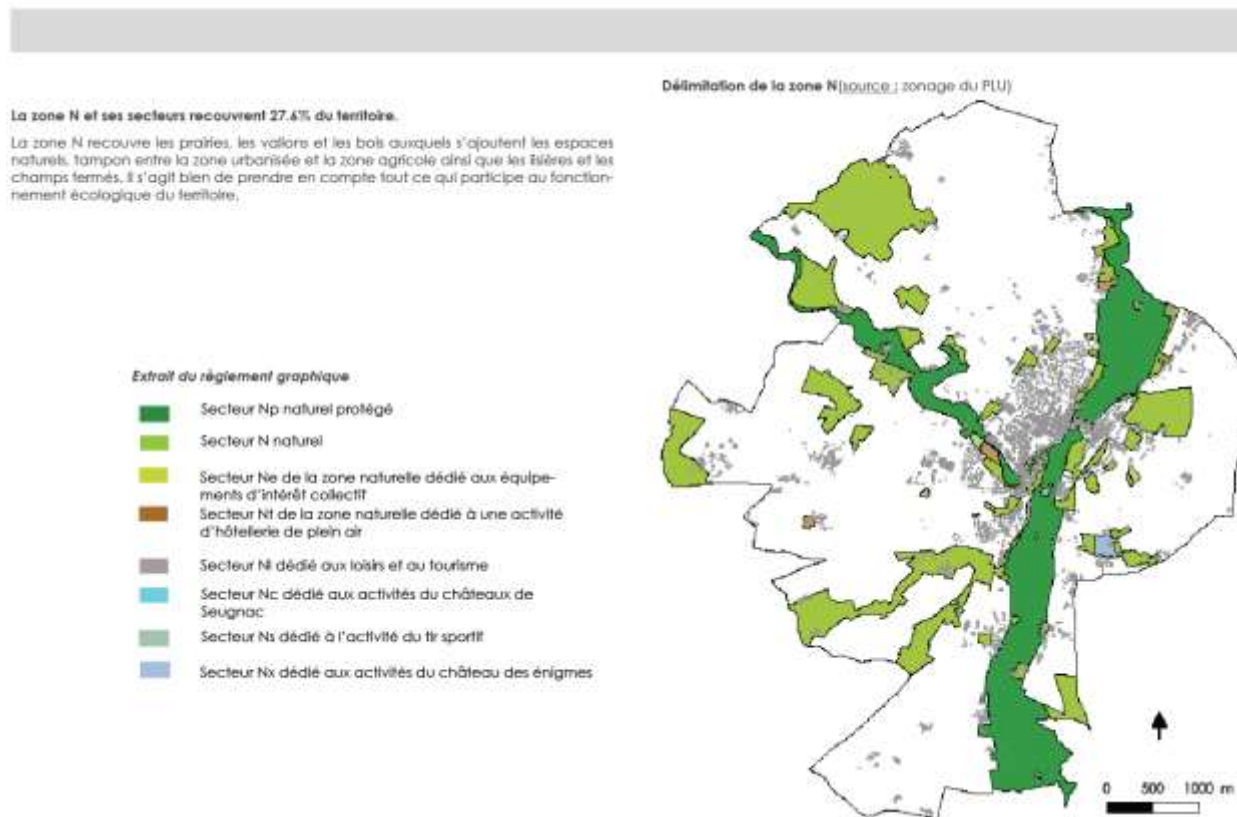 La zone N et ses secteurs recouvrent 27.6% du territoire.
La zone N recouvre les prairies, les vallons et les bois auxquels s'ajoutent les espaces
naturels, tampon entre la zone urbanisée et la zone agricole ainsi que les lisières et les
champs fermés. Il s'agit bien de prendre en compte tout ce qui participe au fonction-
nement écologique du territoire.
Extrait du règlement graphique
Secteur Np naturel protégé
Secteur N naturel
Secteur Ne de la zone naturelle dédié aux équipe-
ments d'intérêt collectif
Secteur Nt de la zone naturelle dédié à une activité
d'hôtellerie de plein air
Secteur Nl dédié aux loisirs et au tourisme
Secteur Nc dédié aux activités du châteaux de
Seugnac
Secteur Ns dédié à l'activité du tir sportif
Secteur Nx dédié aux activités du château des énigmes
Délimitation de la zone N(source : zonage du PLU)
0 500 1000 m